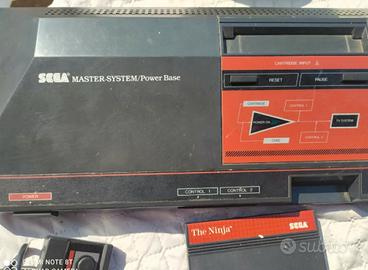 SEGA MASTER-SYSTEM/Power Base
CARTRIDGE INPUT
RESET
PAUSE
CARTRIDGE
CONTROL 1
POWER ON
TV SYSTEM
CARD
CONTROL 2
POWER
CONTROL 1
CONTROL 2
The Ninja
SEGA
NOTE 8T
CAMERA
subito